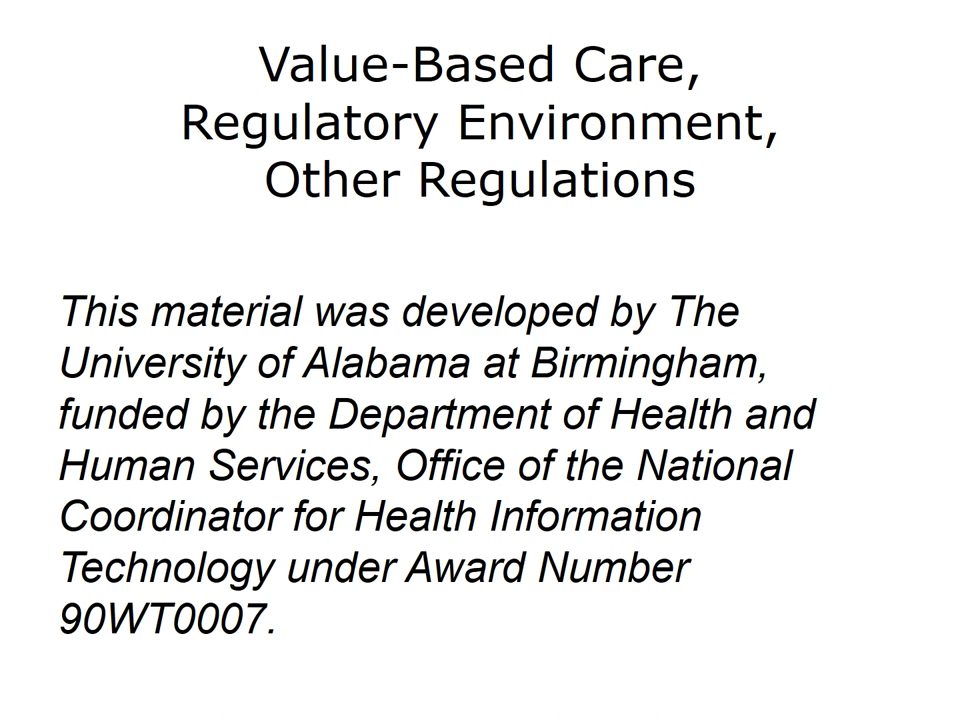 Value-Based Care,
Regulatory Environment,
Other Regulations
This material was developed by The
University of Alabama at Birmingham,
funded by the Department of Health and
Human Services, Office of the National
Coordinator for Health Information
Technology under Award Number
90WT0007.